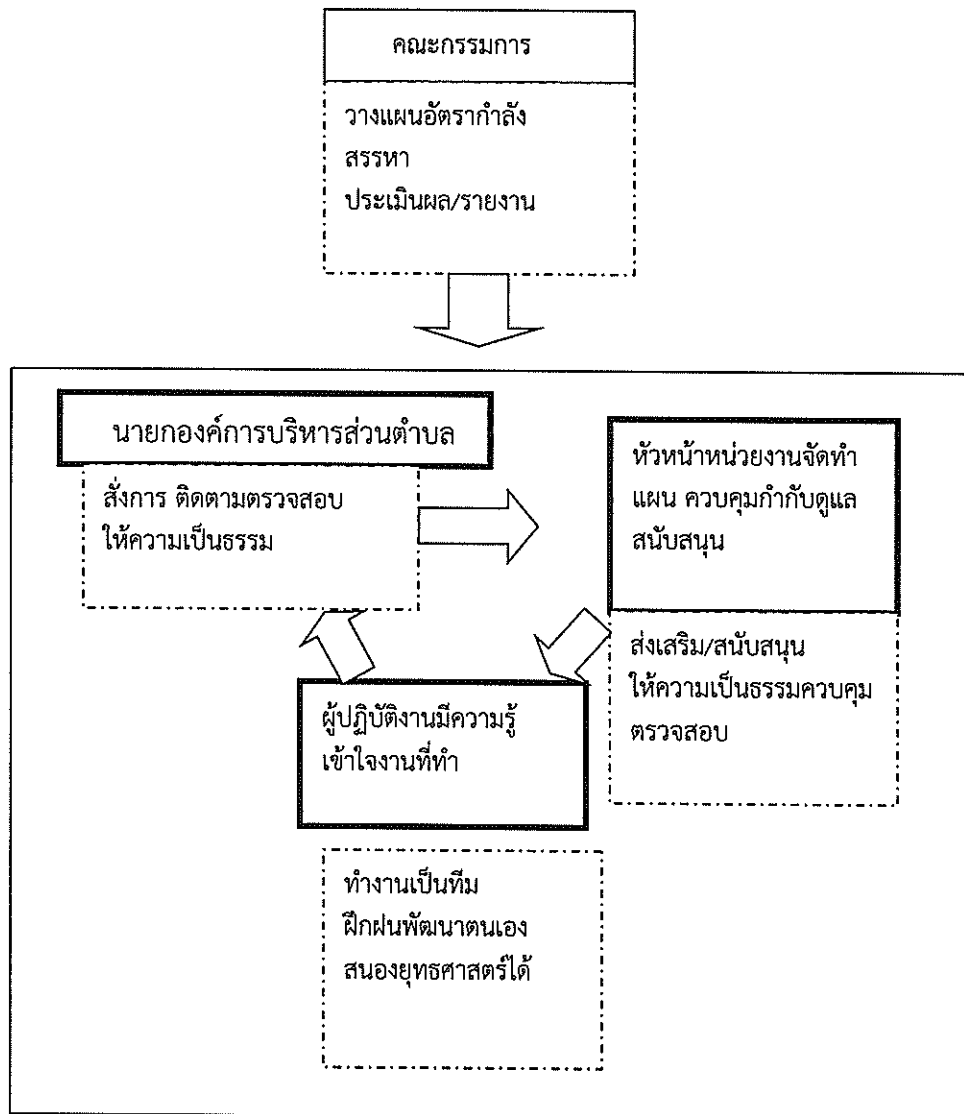 คณะกรรมการ
วางแผนอัตรากำลัง
สรรหา
ประเมินผล/รายงาน
นายกองค์การบริหารส่วนตำบล
สั่งการ ติดตามตรวจสอบ
ให้ความเป็นธรรม
หัวหน้าหน่วยงานจัดทำ
แผน ควบคุมกำกับดูแล
สนับสนุน
ส่งเสริม/สนับสนุน
ให้ความเป็นธรรมควบคุม
ตรวจสอบ
ผู้ปฏิบัติงานมีความรู้
เข้าใจงานที่ทำ
ทำงานเป็นทีม
ฝึกฝนพัฒนาตนเอง
สนองยุทธศาสตร์ได้